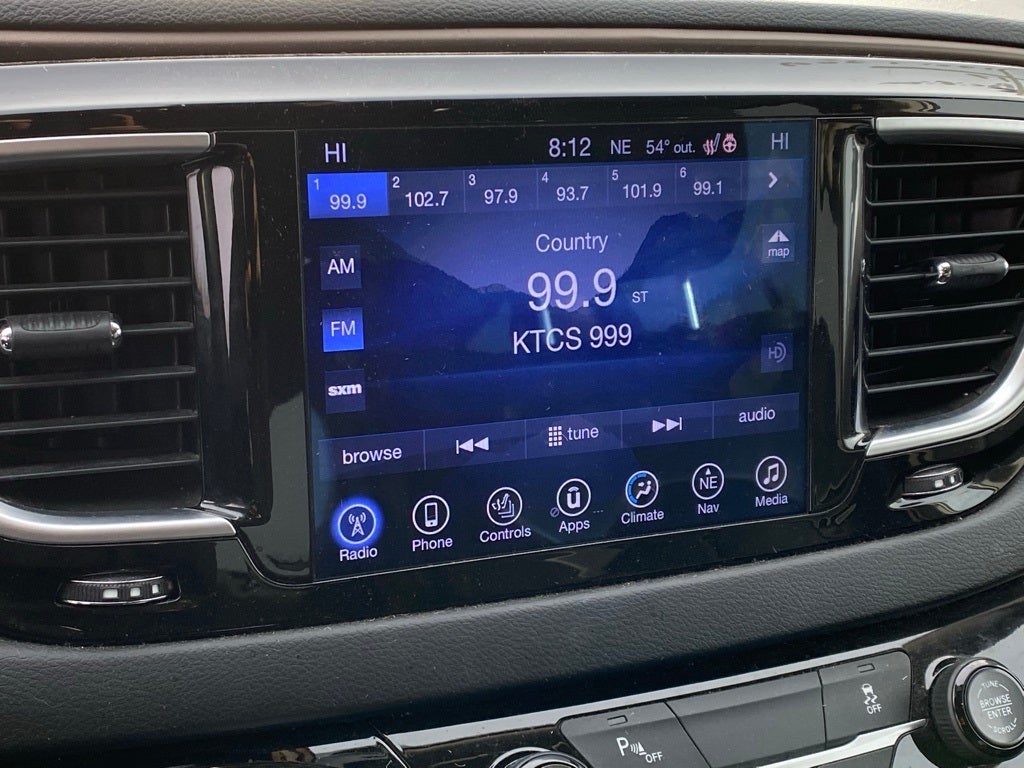 HI 8:12 NE 54° out. HI
1 2 3 4 5 6
99.9 102.7 97.9 93.7 101.9 99.1 >
Country
AM 99.9 ST map
FM KTCS 999 HD
sxm
browse tune audio
Radio Phone Controls Apps Climate NE Nav Media
P OFF
OFF
TUNE
BROWSE
ENTER
SCROLL